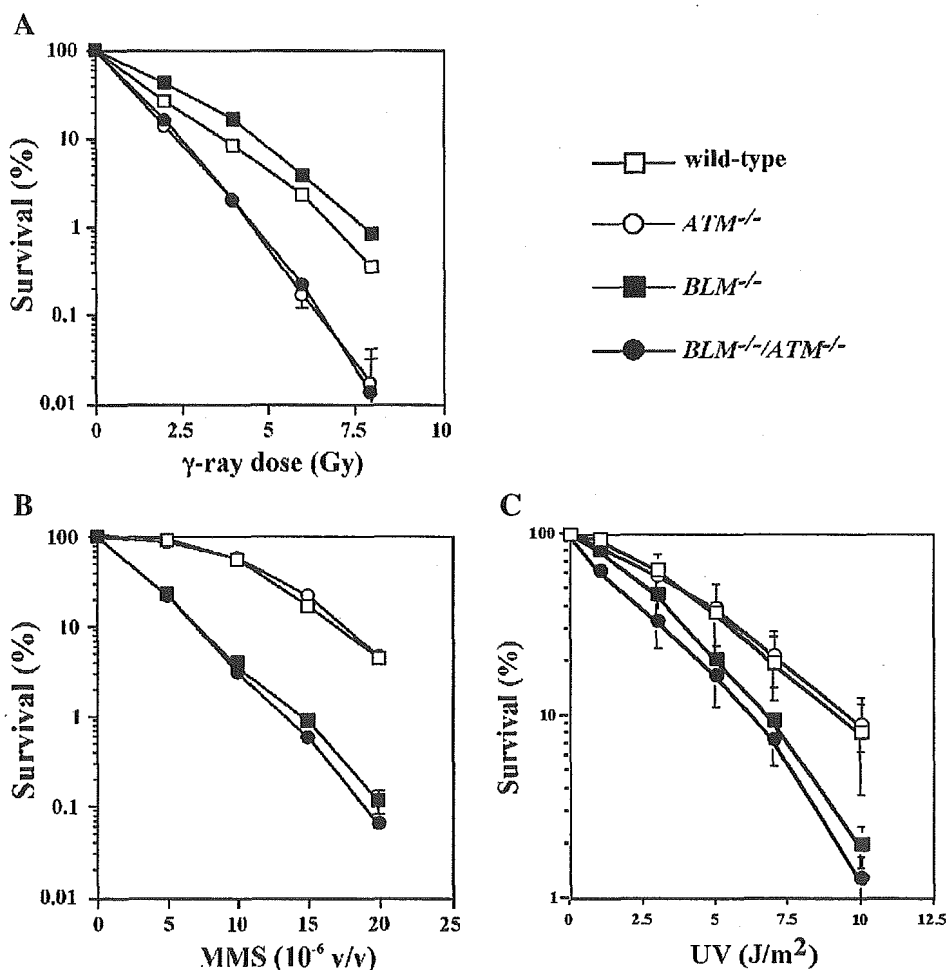 A
100
10
1
0.1
0.01
Survival (%)
0 2.5 5 7.5 10
γ-ray dose (Gy)
wild-type
ATM-/-
BLM-/-
BLM-/-/ATM-/-
B
100
10
1
0.1
0.01
Survival (%)
0 5 10 15 20 25
MMS (10-6 v/v)
C
100
10
1
Survival (%)
0 2.5 5 7.5 10 12.5
UV (J/m2)